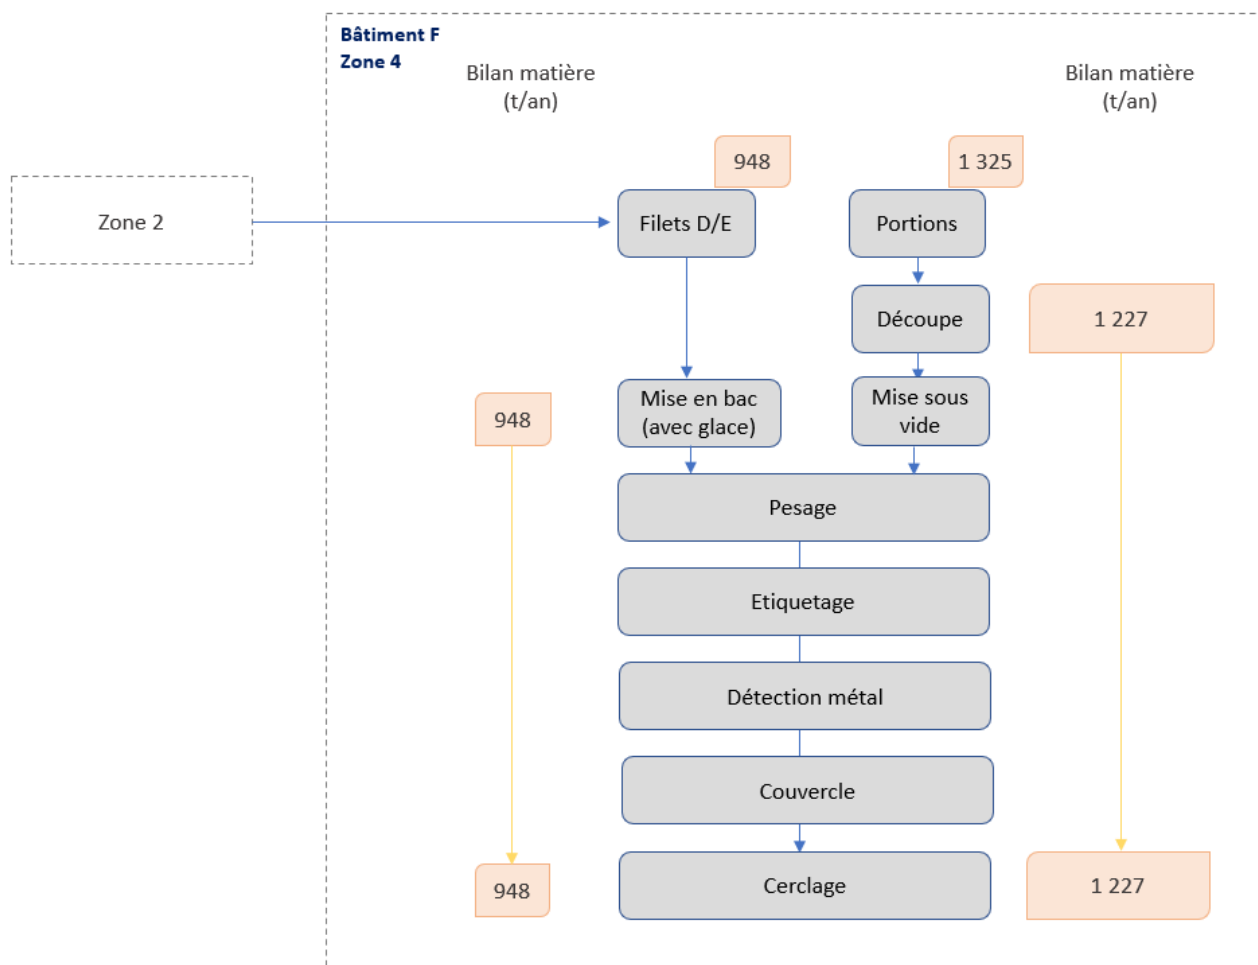 Bâtiment F
Zone 4
Bilan matière
(t/an)
Bilan matière
(t/an)
948
1 325
Zone 2
Filets D/E
Portions
Découpe
1 227
Mise en bac
(avec glace)
Mise sous
vide
948
Pesage
Etiquetage
Détection métal
Couvercle
Cerclage
948
1 227